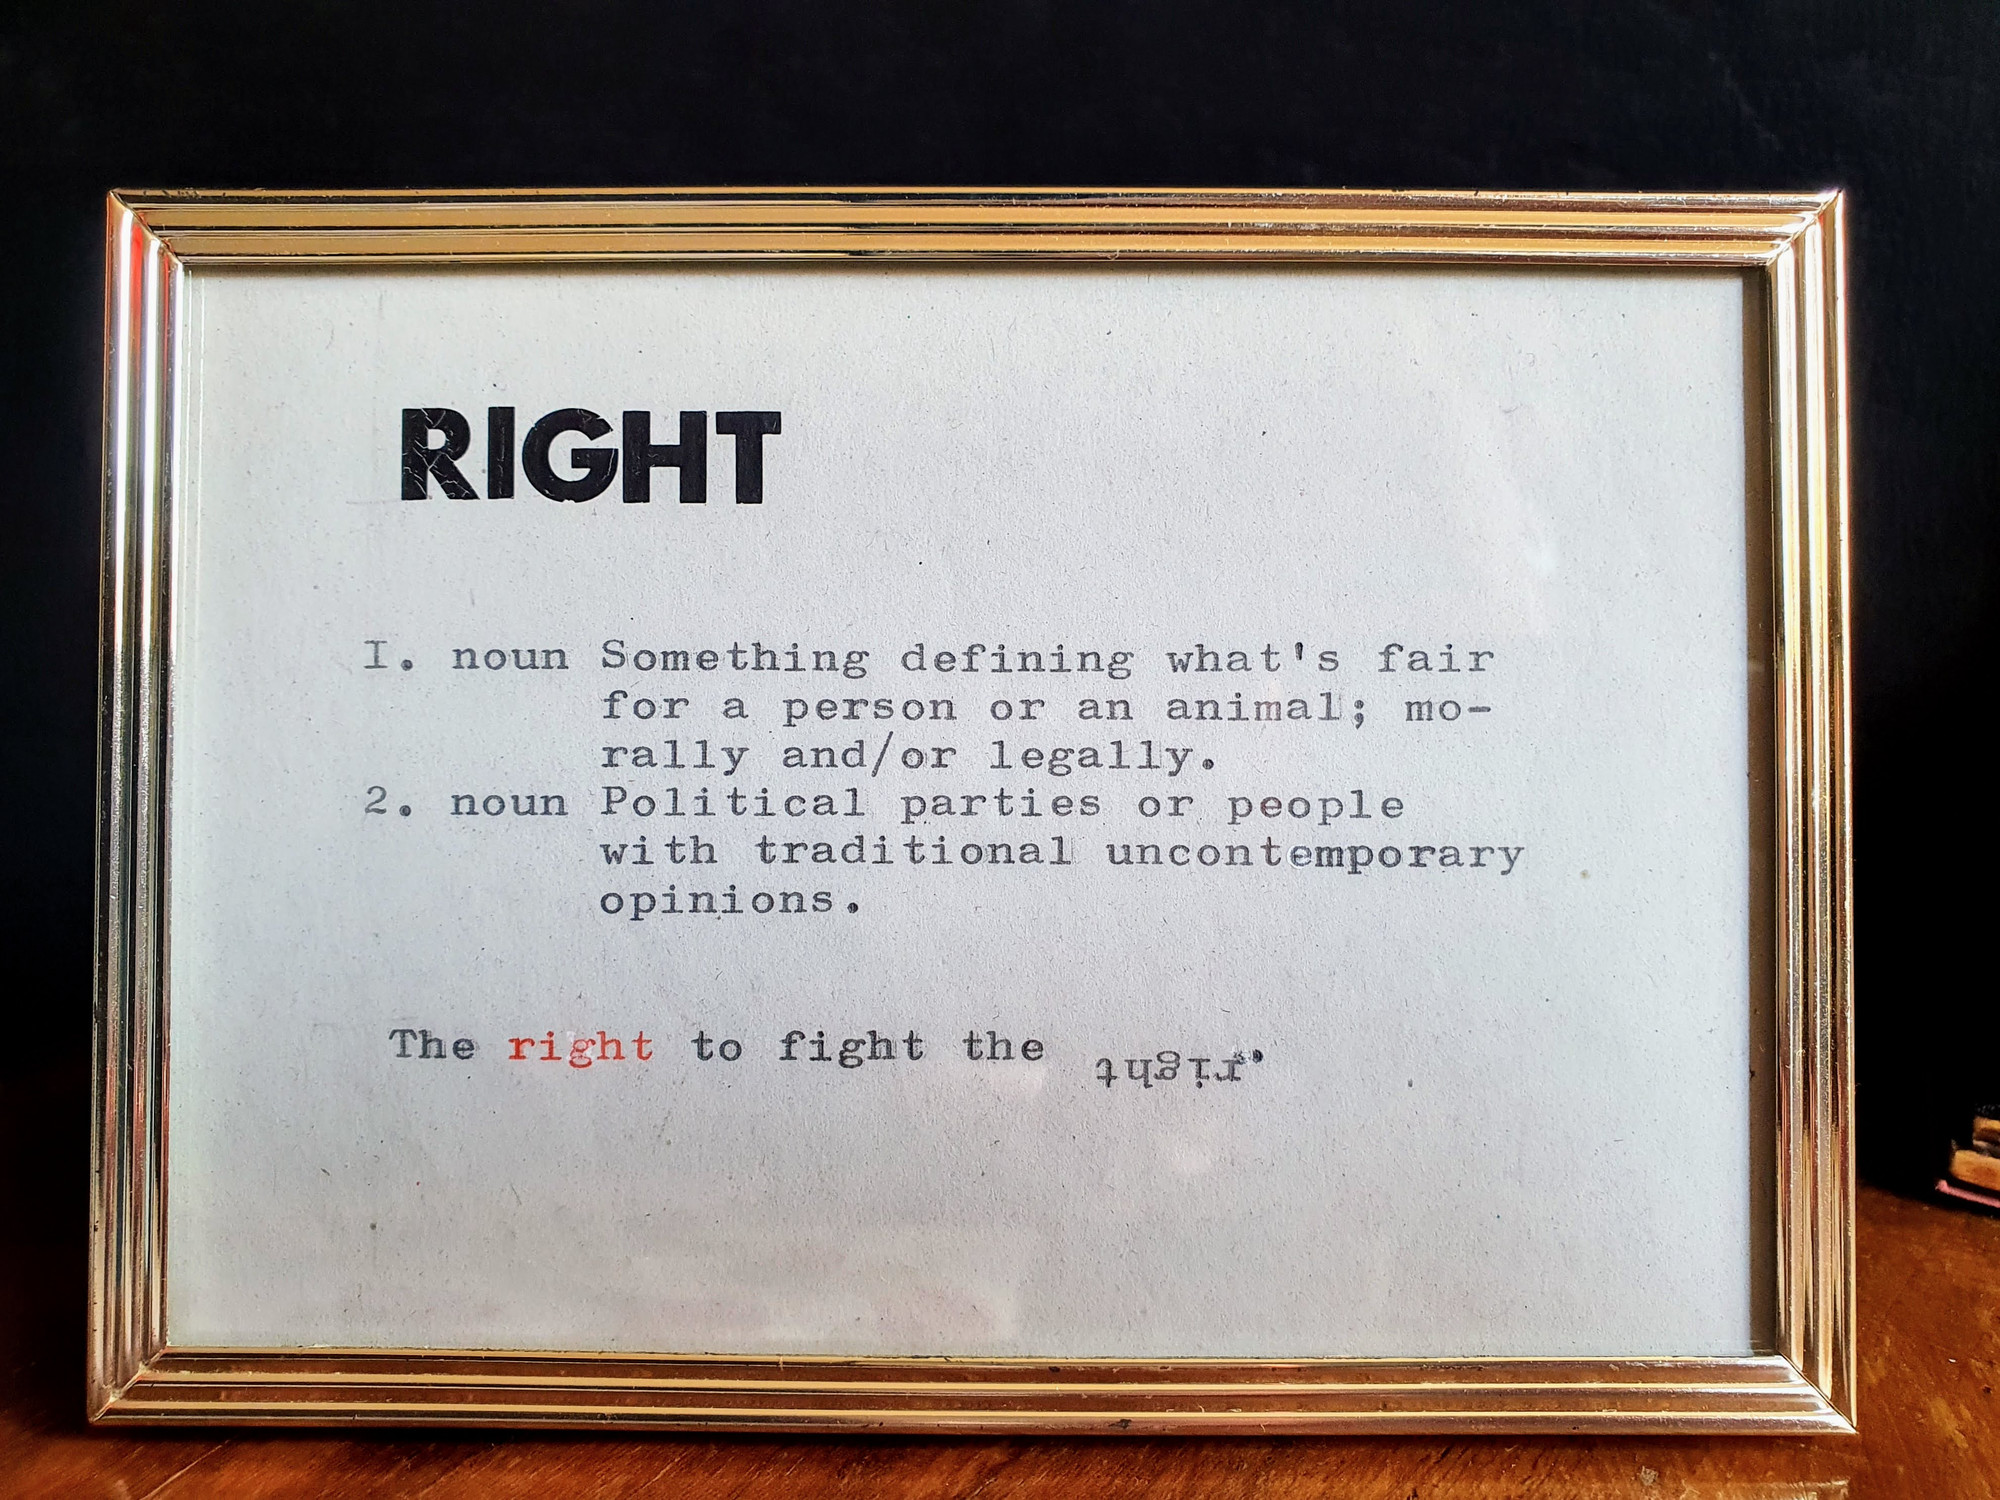 RIGHT
I. noun Something defining what's fair
for a person or an animal; mo-
rally and/or legally.
2. noun Political parties or people
with traditional uncontemporary
opinions.
The right to fight the right.